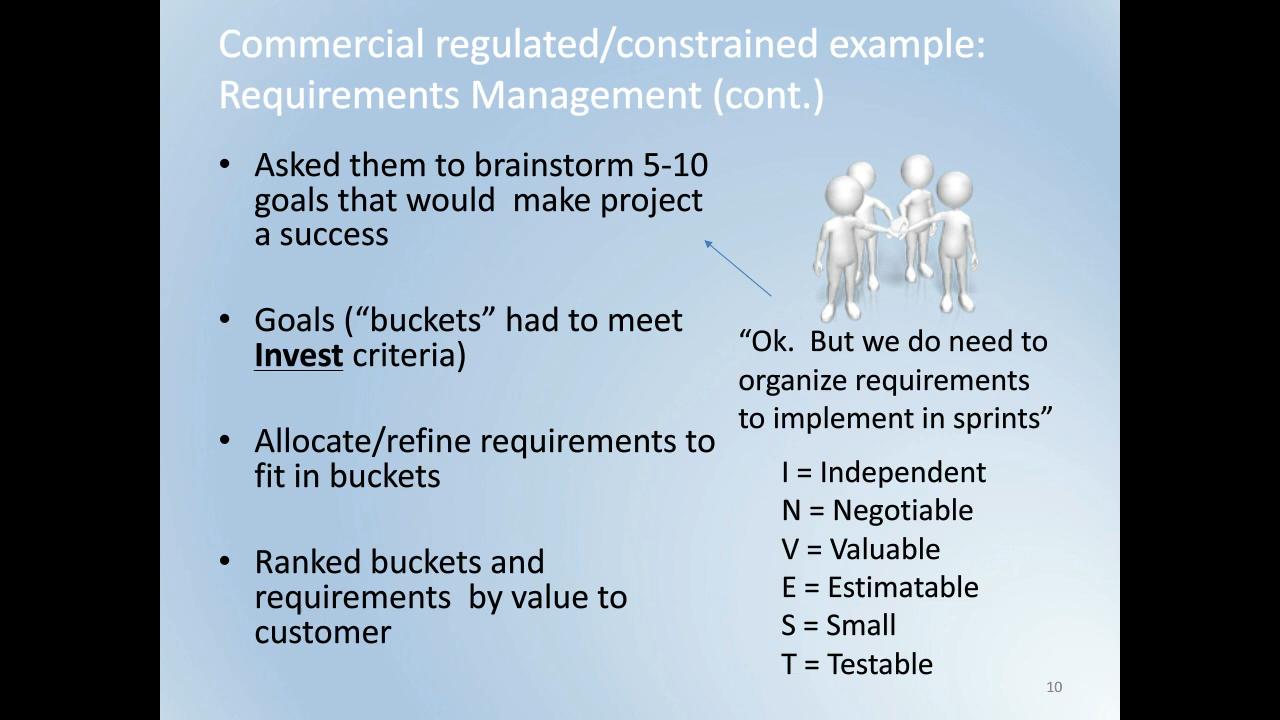 Commercial regulated/constrained example:
Requirements Management (cont.)
• Asked them to brainstorm 5-10
goals that would  make project
a success
• Goals (“buckets” had to meet
Invest criteria)
• Allocate/refine requirements to
fit in buckets
• Ranked buckets and
requirements  by value to
customer
“Ok.  But we do need to
organize requirements
to implement in sprints”
I = Independent
N = Negotiable
V = Valuable
E = Estimatable
S = Small
T = Testable
10